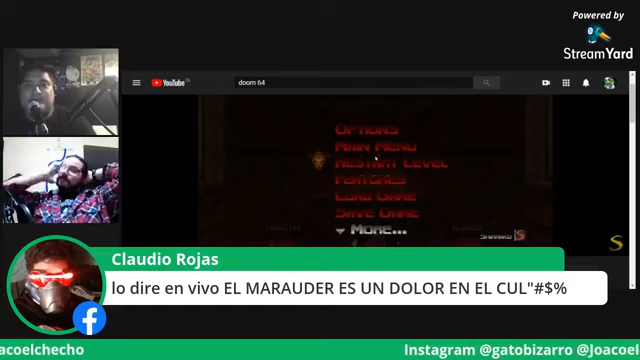 Powered by
StreamYard
YouTube
doom 64
OPTIONS
MAIN MENU
RESTART LEVEL
FEATURES
LOAD GAME
SAVE GAME
MORE...
S
Claudio Rojas
lo dire en vivo EL MARAUDER ES UN DOLOR EN EL CUL"#$%
acoelchecho
Instagram @gatobizarro @Joacoel